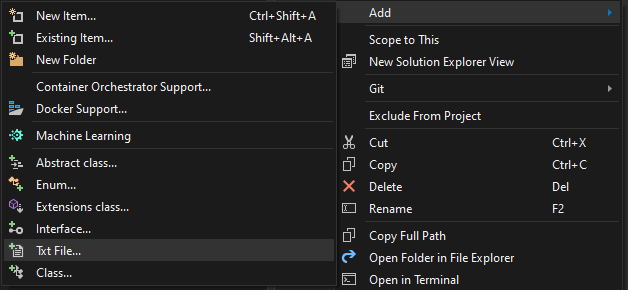 New Item... Ctrl+Shift+A
Existing Item... Shift+Alt+A
New Folder
Container Orchestrator Support...
Docker Support...
Machine Learning
Abstract class...
Enum...
Extensions class...
Interface...
Txt File...
Class...
Add
Scope to This
New Solution Explorer View
Git
Exclude From Project
Cut Ctrl+X
Copy Ctrl+C
Delete Del
Rename F2
Copy Full Path
Open Folder in File Explorer
Open in Terminal